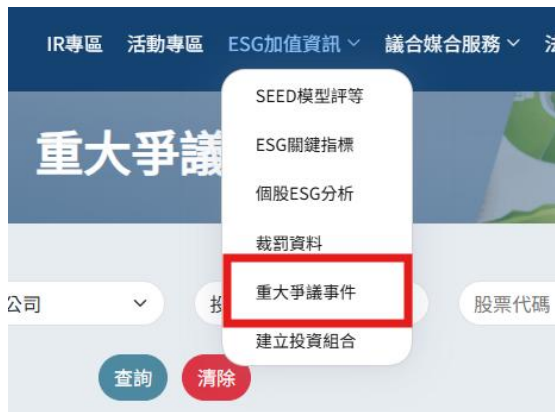 IR專區 活動專區 ESG加值資訊 議合媒合服務
SEED模型評等
重大爭議
ESG關鍵指標
個股ESG分析
裁罰資料
公司
重大爭議事件
股票代碼
建立投資組合
查詢 清除